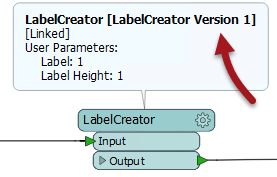 LabelCreator [LabelCreator Version 1]
[Linked]
User Parameters:
Label: 1
Label Height: 1
LabelCreator
Input
Output